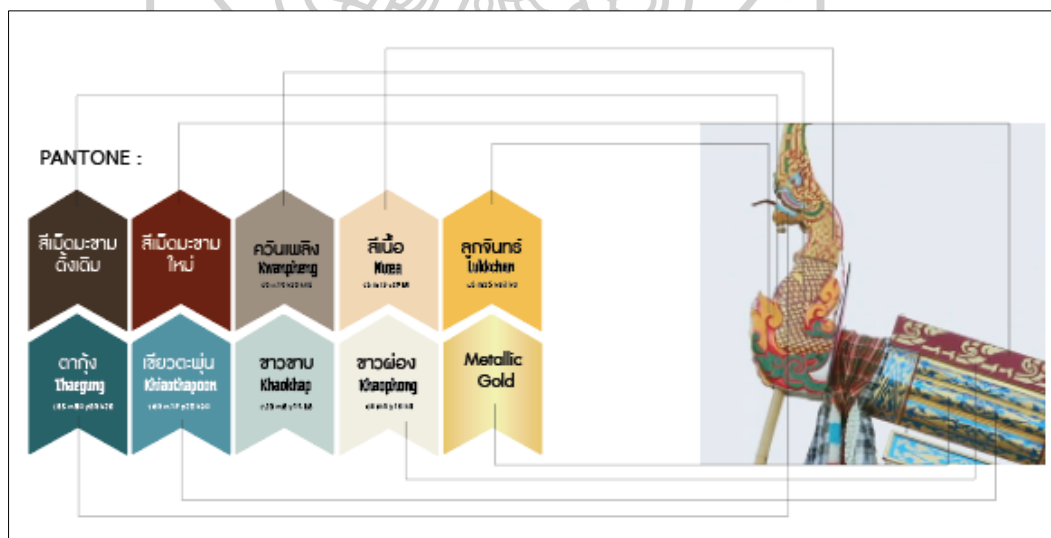 PANTONE :
สีเม็ดมะขาม
ดั้งเดิม
สีเม็ดมะขาม
ใหม่
ควันเพลิง
Kwanpheng
สีเนื้อ
Nuea
ลูกจันทร์
Lukkchan
ตากุ้ง
Thaegung
เขียวตะพุ่น
Khiaothapoon
ขาวขาบ
Khaokhap
ขาวผ่อง
Khaophong
Metallic
Gold